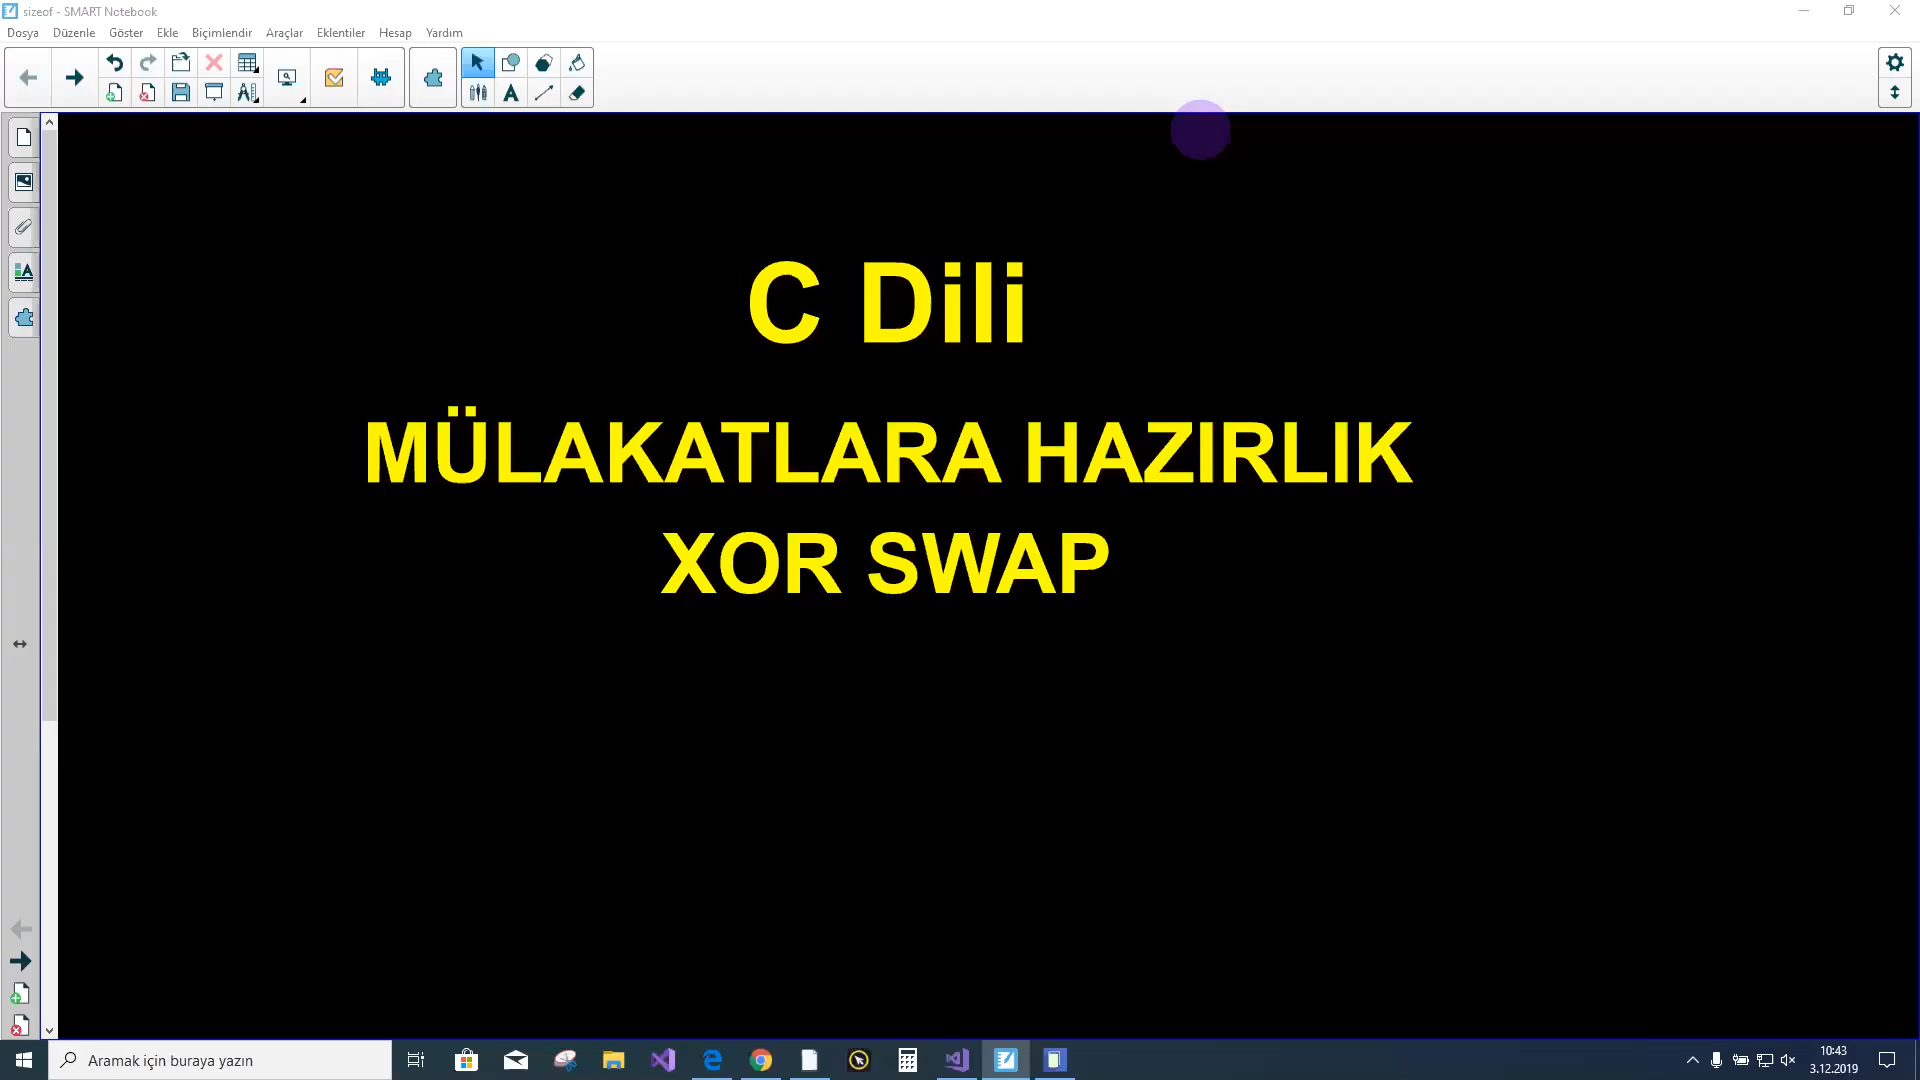 sizeof - SMART Notebook
Dosya Düzenle Göster Ekle Biçimlendir Araçlar Eklentiler Hesap Yardım
C Dili
MÜLAKATLARA HAZIRLIK
XOR SWAP
Aramak için buraya yazın
10:43
3.12.2019